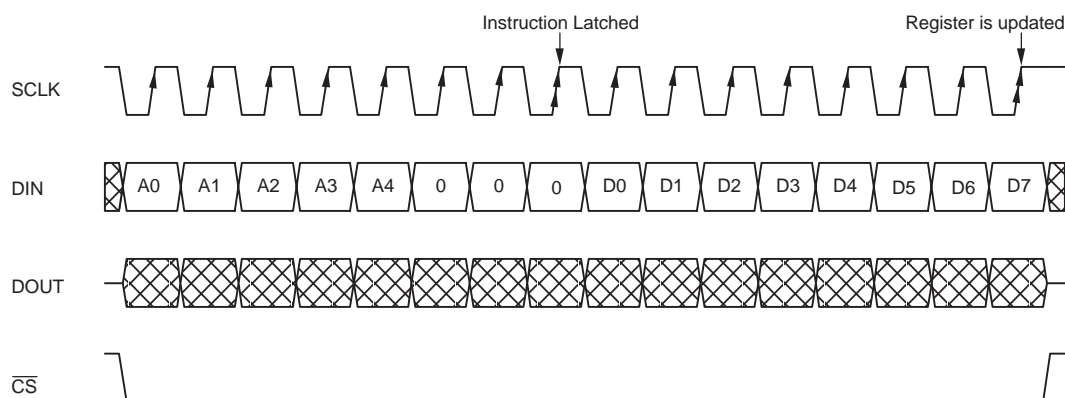 Instruction Latched Register is updated
SCLK
DIN A0 A1 A2 A3 A4 0 0 0 D0 D1 D2 D3 D4 D5 D6 D7
DOUT
CS